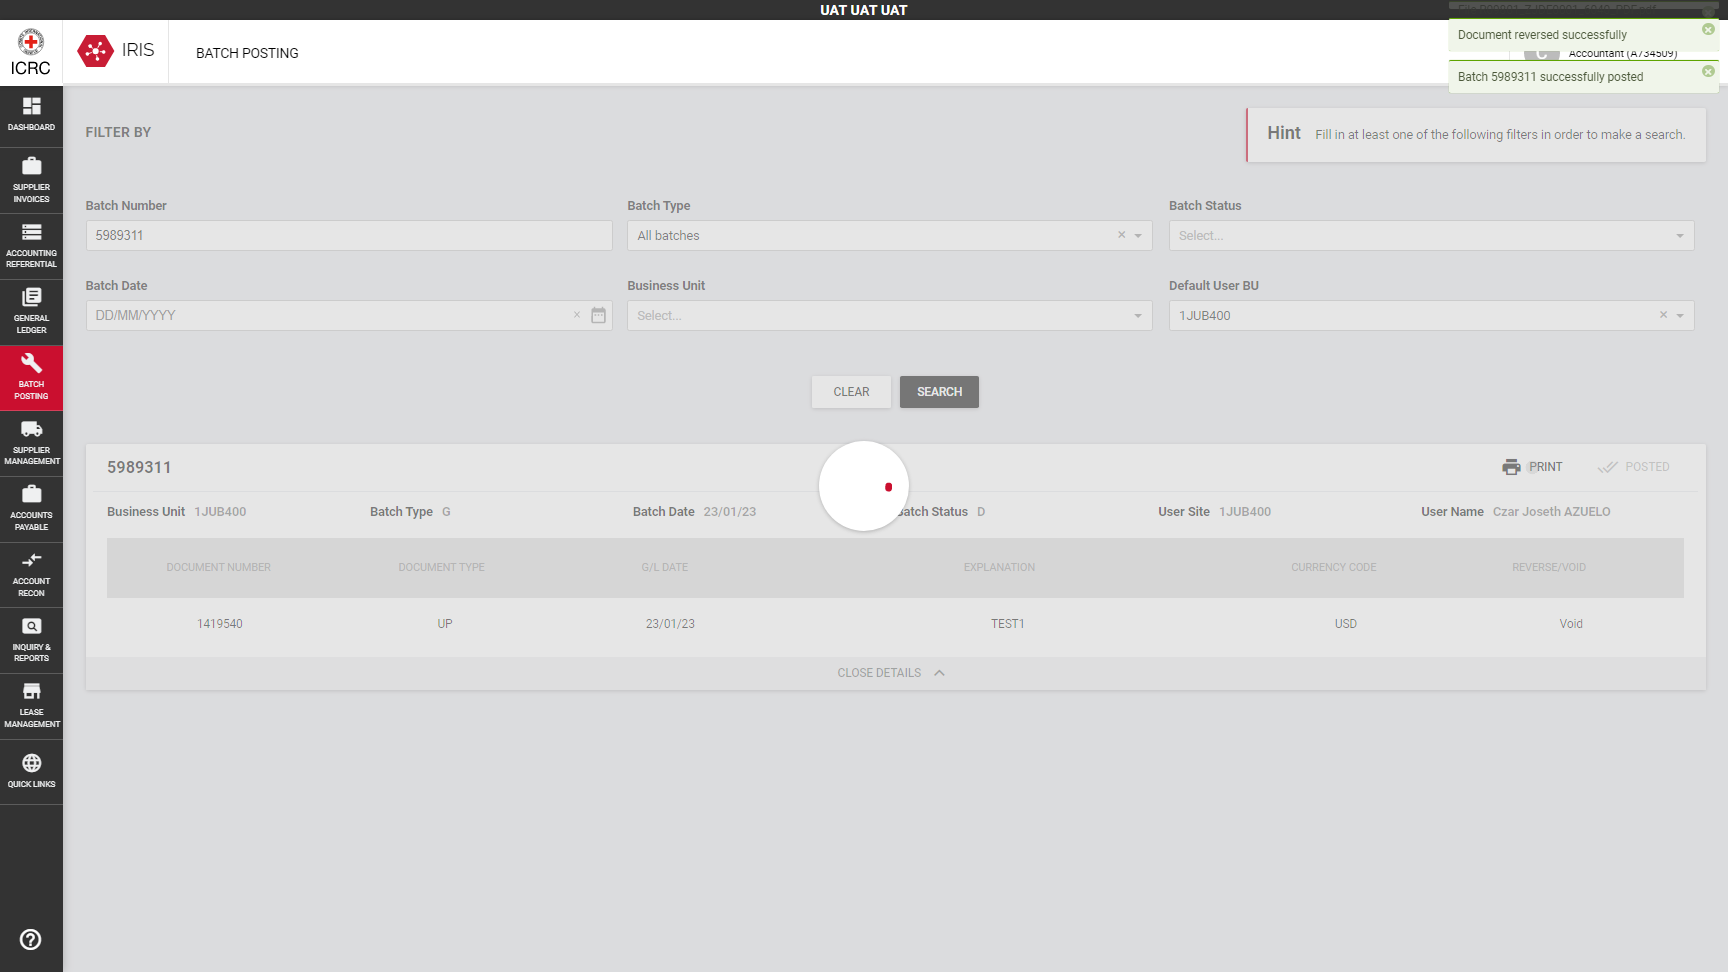 UAT UAT UAT
ICRC
IRIS
BATCH POSTING
Document reversed successfully
Accountant (A734509)
Batch 5989311 successfully posted
DASHBOARD
SUPPLIER
INVOICES
ACCOUNTING
REFERENTIAL
GENERAL
LEDGER
BATCH
POSTING
SUPPLIER
MANAGEMENT
ACCOUNTS
PAYABLE
ACCOUNT
RECON
INQUIRY &
REPORTS
LEASE
MANAGEMENT
QUICK LINKS
FILTER BY
Hint Fill in at least one of the following filters in order to make a search.
Batch Number Batch Type Batch Status
5989311 All batches Select...
Batch Date Business Unit Default User BU
DD/MM/YYYY Select... 1JUB400
CLEAR SEARCH
5989311 PRINT POSTED
Business Unit 1JUB400 Batch Type G Batch Date 23/01/23 Batch Status D User Site 1JUB400 User Name Czar Joseth AZUELO
DOCUMENT NUMBER DOCUMENT TYPE G/L DATE EXPLANATION CURRENCY CODE REVERSE/VOID
1419540 UP 23/01/23 TEST1 USD Void
CLOSE DETAILS